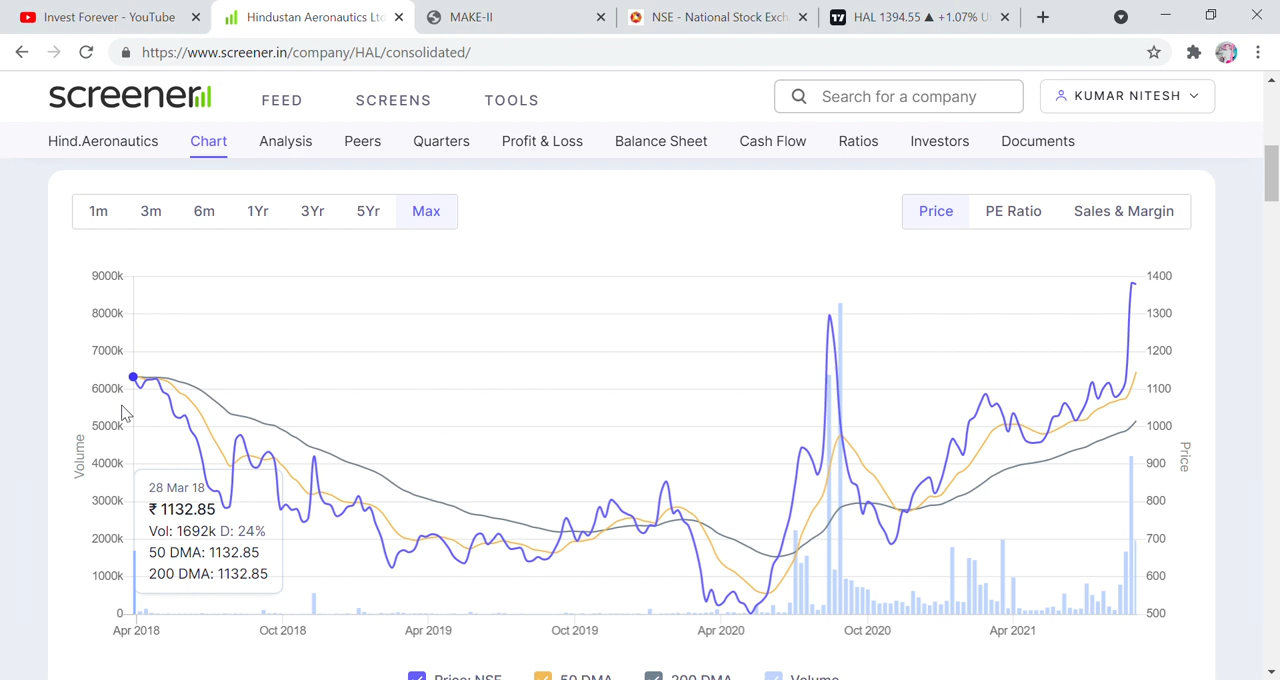 Invest Forever - YouTube
Hindustan Aeronautics Ltd
MAKE-II
NSE - National Stock Exch
HAL 1394.55 ▲ +1.07% U
https://www.screener.in/company/HAL/consolidated/
screener
FEED
SCREENS
TOOLS
Search for a company
KUMAR NITESH
Hind.Aeronautics
Chart
Analysis
Peers
Quarters
Profit & Loss
Balance Sheet
Cash Flow
Ratios
Investors
Documents
1m
3m
6m
1Yr
3Yr
5Yr
Max
Price
PE Ratio
Sales & Margin
9000k
8000k
7000k
6000k
5000k
4000k
3000k
2000k
1000k
0
Volume
28 Mar 18
₹ 1132.85
Vol: 1692k D: 24%
50 DMA: 1132.85
200 DMA: 1132.85
1400
1300
1200
1100
1000
900
800
700
600
500
Price
Apr 2018
Oct 2018
Apr 2019
Oct 2019
Apr 2020
Oct 2020
Apr 2021
Price: NSE
50 DMA
200 DMA
Volume